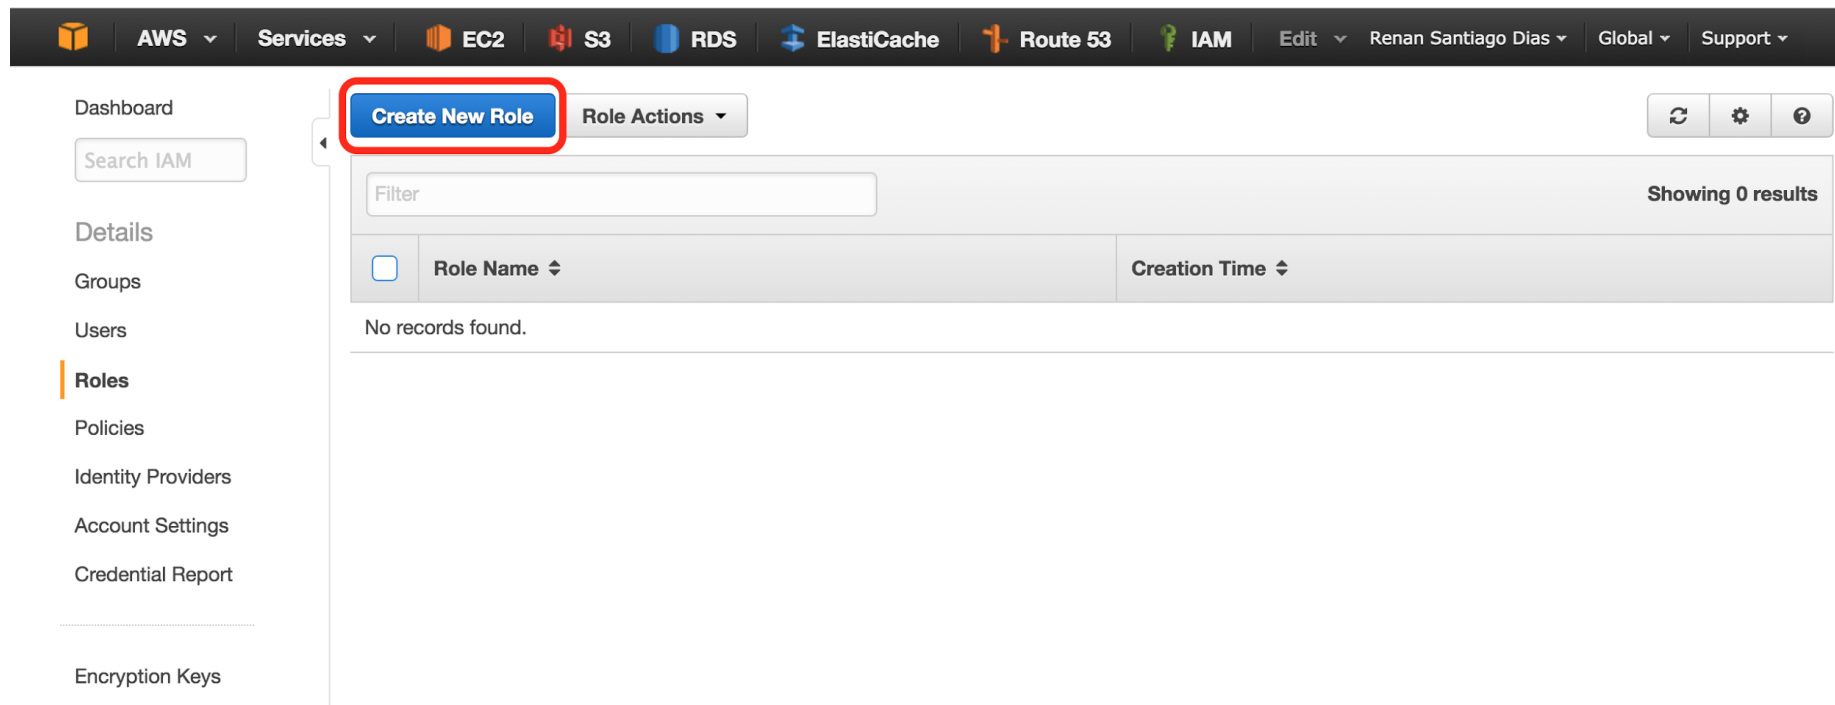 AWS Services EC2 S3 RDS ElastiCache Route 53 IAM Edit Renan Santiago Dias Global Support
Dashboard
Search IAM
Details
Groups
Users
Roles
Policies
Identity Providers
Account Settings
Credential Report
Encryption Keys
Create New Role Role Actions
Filter
Showing 0 results
Role Name Creation Time
No records found.